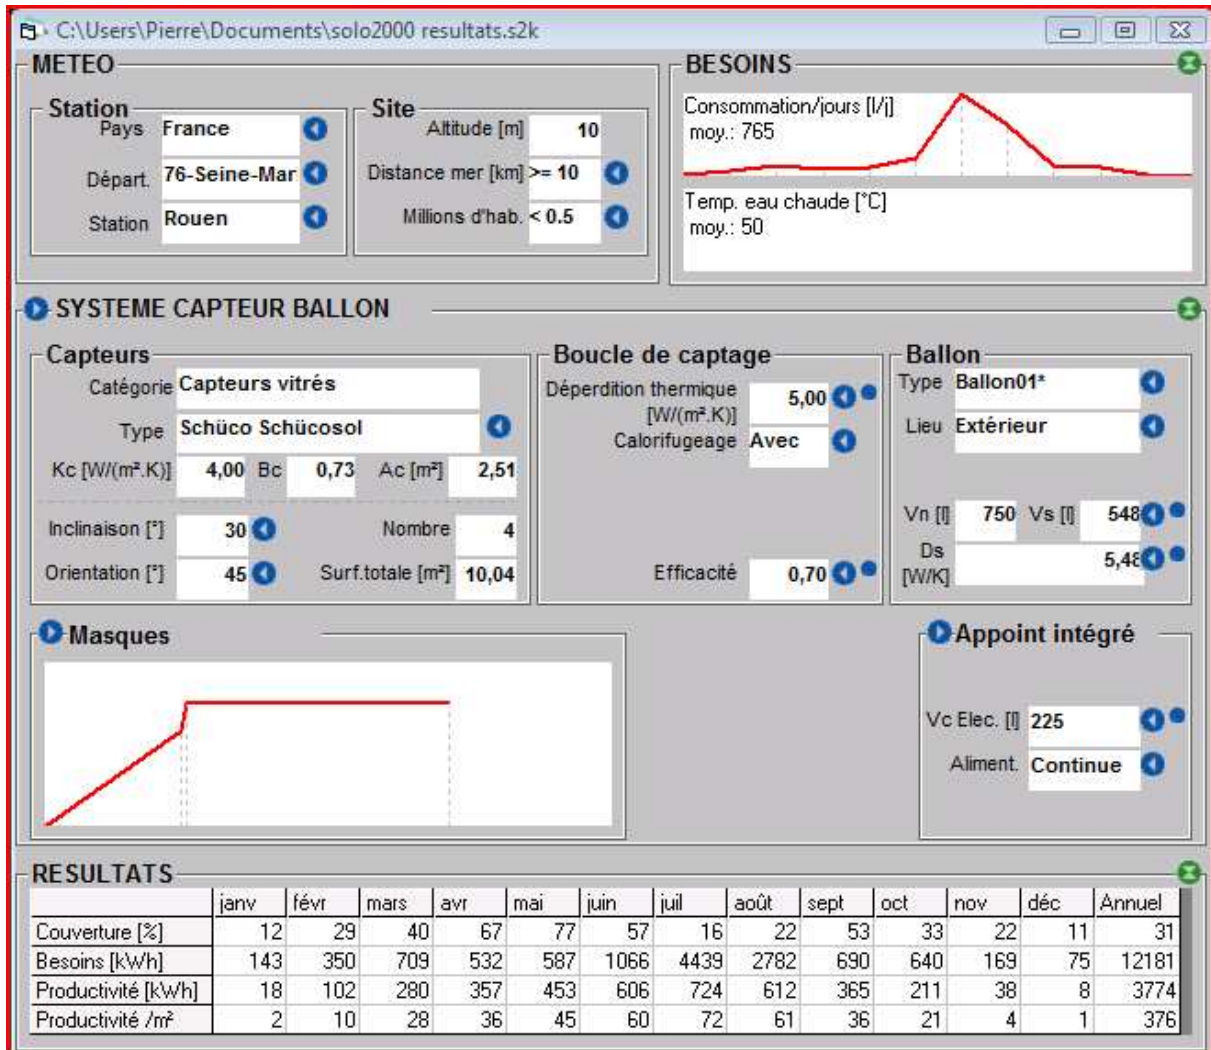 C:\Users\Pierre\Documents\solo2000 resultats.s2k
METEO
Station
Pays France
Départ. 76-Seine-Mar
Station Rouen
Site
Altitude [m] 10
Distance mer [km] >= 10
Millions d'hab. < 0.5
BESOINS
Consommation/jours [l/j]
moy.: 765
Temp. eau chaude [°C]
moy.: 50
SYSTEME CAPTEUR BALLON
Capteurs
Catégorie Capteurs vitrés
Type Schüco Schücosol
Kc [W/(m².K)] 4,00 Bc 0,73 Ac [m²] 2,51
Inclinaison [°] 30 Nombre 4
Orientation [°] 45 Surf.totale [m²] 10,04
Boucle de captage
Déperdition thermique
[W/(m².K)] 5,00
Calorifugeage Avec
Efficacité 0,70
Ballon
Type Ballon01*
Lieu Extérieur
Vn [l] 750 Vs [l] 548
Ds
[W/K] 5,48
Masques
Appoint intégré
Vc Elec. [l] 225
Aliment. Continue
RESULTATS
janv févr mars avr mai juin juil août sept oct nov déc Annuel
Couverture [%] 12 29 40 67 77 57 16 22 53 33 22 11 31
Besoins [kWh] 143 350 709 532 587 1066 4439 2782 690 640 169 75 12181
Productivité [kWh] 18 102 280 357 453 606 724 612 365 211 38 8 3774
Productivité /m² 2 10 28 36 45 60 72 61 36 21 4 1 376